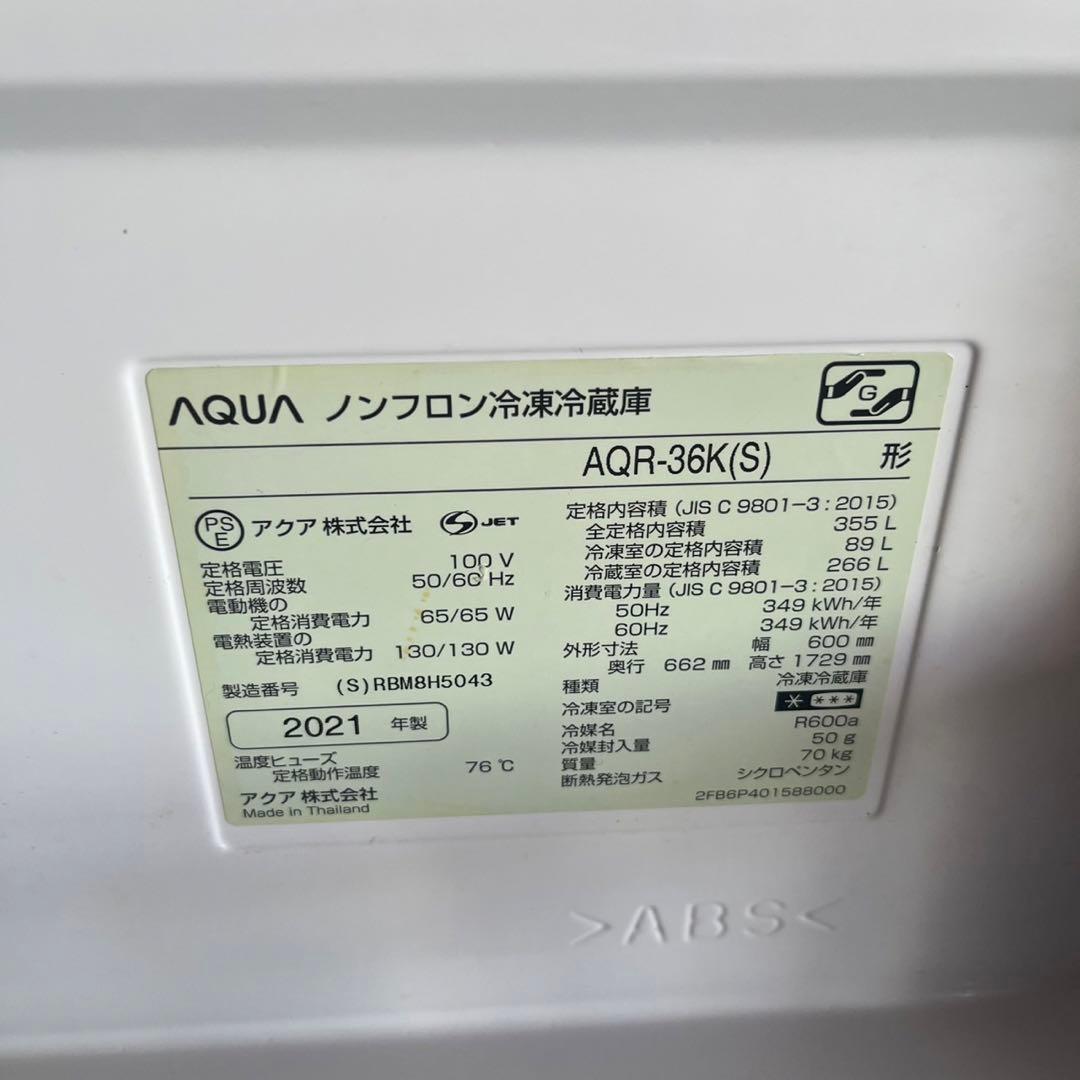 AQUA ノンフロン冷凍冷蔵庫
G
AQR-36K(S) 形
PSE アクア 株式会社 JET
定格電圧 100 V
定格周波数 50/60 Hz
電動機の
定格消費電力 65/65 W
電熱装置の
定格消費電力 130/130 W
製造番号 (S)RBM8H5043
2021 年製
温度ヒューズ
定格動作温度 76 ℃
アクア 株式会社
Made in Thailand
定格内容積 (JIS C 9801-3 : 2015)
全定格内容積 355 L
冷凍室の定格内容積 89 L
冷蔵室の定格内容積 266 L
消費電力量 (JIS C 9801-3 : 2015)
50Hz 349 kWh/年
60Hz 349 kWh/年
外形寸法 幅 600 mm
奥行 662 mm 高さ 1729 mm
種類 冷凍冷蔵庫
冷凍室の記号 * ***
冷媒名 R600a
冷媒封入量 50 g
質量 70 kg
断熱発泡ガス シクロペンタン
2FB6P401588000
>ABS<